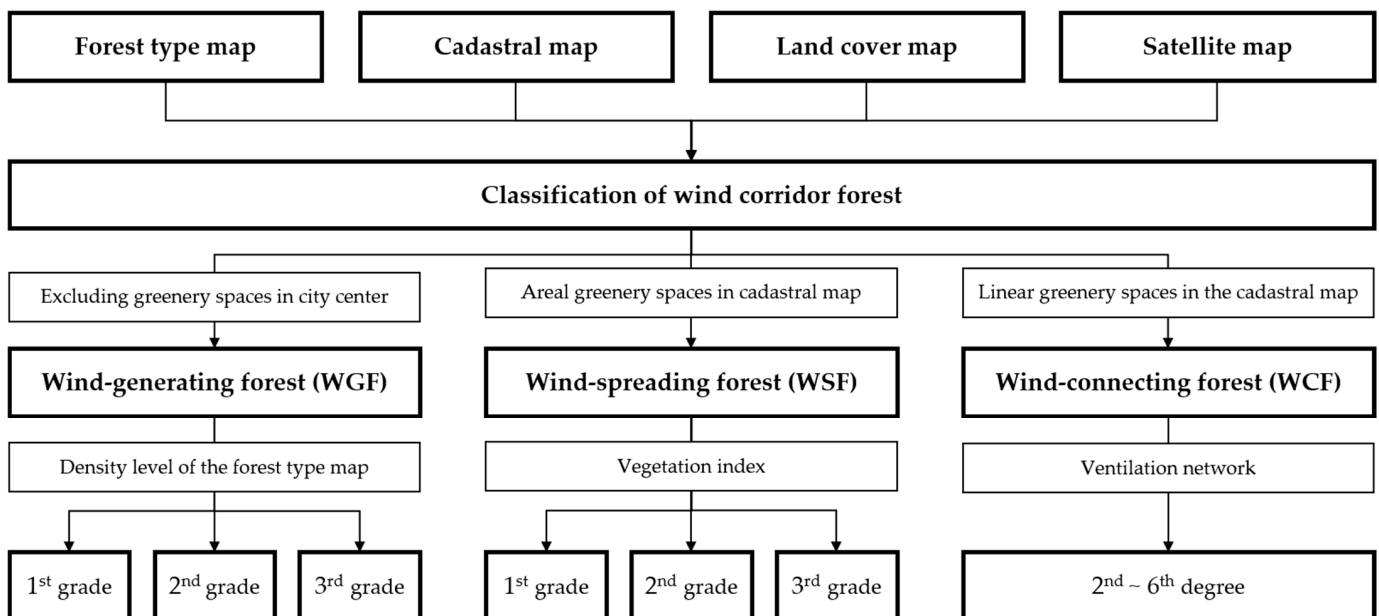 Forest type map
Cadastral map
Land cover map
Satellite map
Classification of wind corridor forest
Excluding greenery spaces in city center
Areal greenery spaces in cadastral map
Linear greenery spaces in the cadastral map
Wind-generating forest (WGF)
Wind-spreading forest (WSF)
Wind-connecting forest (WCF)
Density level of the forest type map
Vegetation index
Ventilation network
1st grade
2nd grade
3rd grade
1st grade
2nd grade
3rd grade
2nd ~ 6th degree